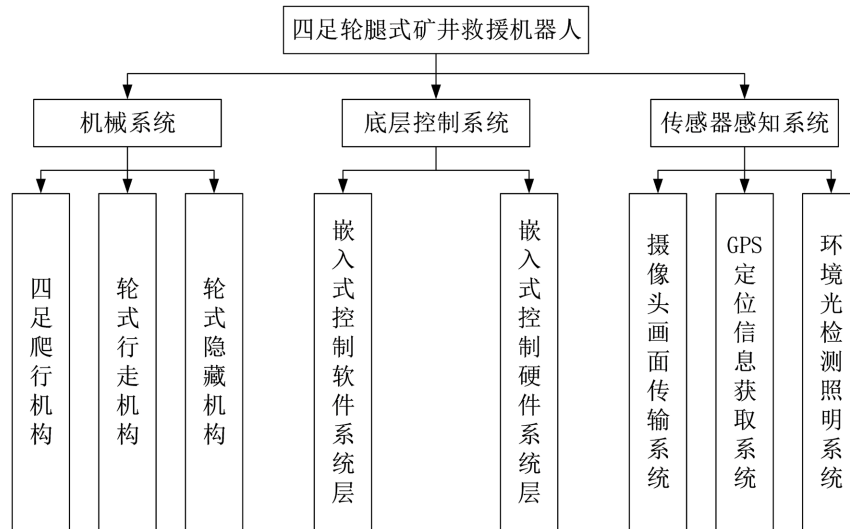 四足轮腿式矿井救援机器人
机械系统
底层控制系统
传感器感知系统
四足爬行机构
轮式行走机构
轮式隐藏机构
嵌入式控制软件系统层
嵌入式控制硬件系统层
摄像头画面传输系统
GPS定位信息获取系统
环境光检测照明系统